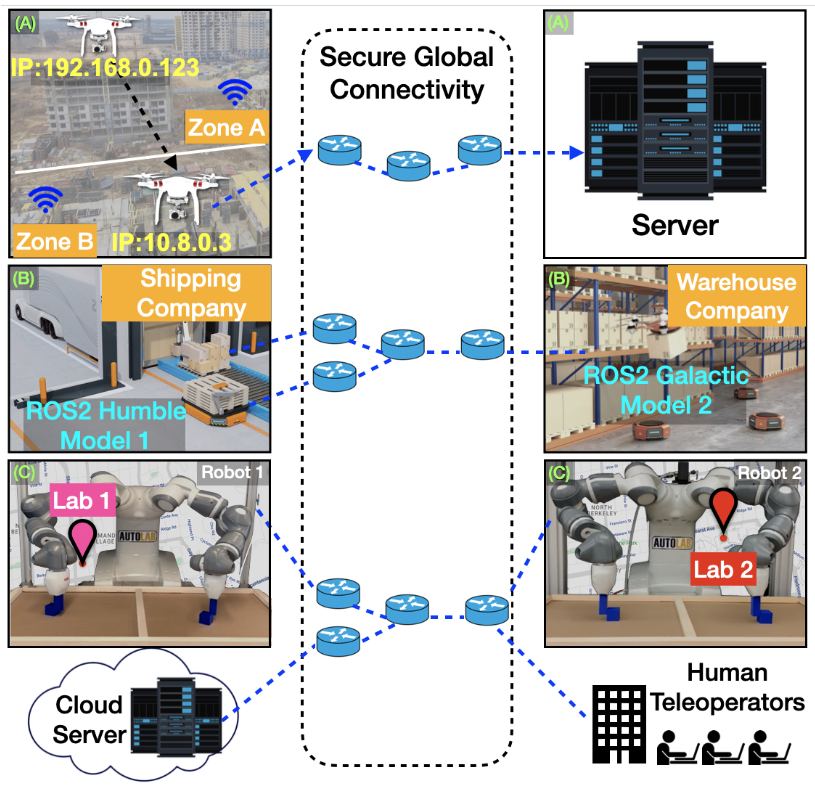 (A)
IP:192.168.0.123
Zone A
Zone B
IP:10.8.0.3
Secure Global
Connectivity
(A)
Server
(B)
Shipping
Company
ROS2 Humble
Model 1
(B)
Warehouse
Company
ROS2 Galactic
Model 2
(C)
Robot 1
Lab 1
AUTOLAB
(C)
Robot 2
NORTH
BERKELEY
AUTOLAB
Lab 2
Cloud
Server
Human
Teleoperators